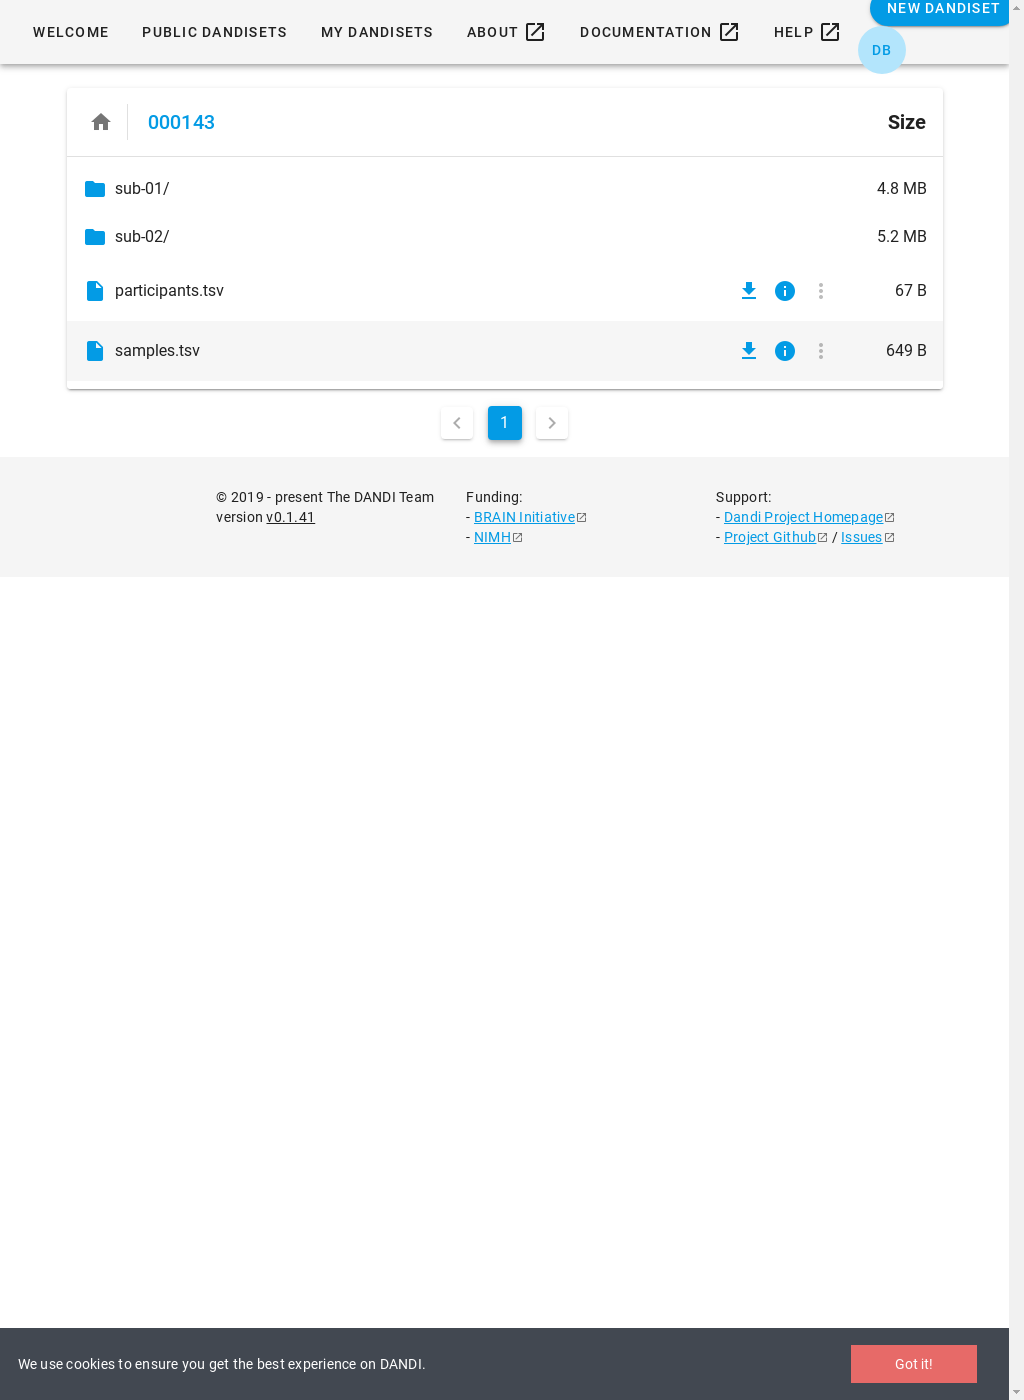 NEW DANDISET
WELCOME PUBLIC DANDISETS MY DANDISETS ABOUT DOCUMENTATION HELP
DB
000143 Size
sub-01/ 4.8 MB
sub-02/ 5.2 MB
participants.tsv 67 B
samples.tsv 649 B
1
© 2019 - present The DANDI Team
version v0.1.41
Funding:
- BRAIN Initiative
- NIMH
Support:
- Dandi Project Homepage
- Project Github / Issues
We use cookies to ensure you get the best experience on DANDI.
Got it!